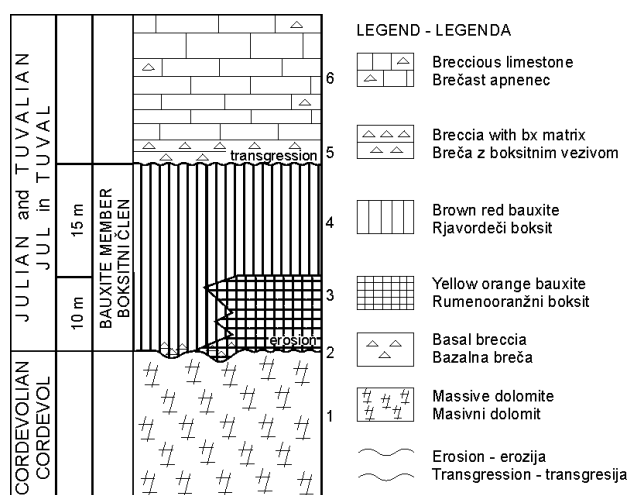 JULIAN and TUVALIAN
JUL in TUVAL
CORDEVOLIAN
CORDEVOL
15 m
10 m
BAUXITE MEMBER
BOKSITNI ČLEN
6
transgression
5
4
3
erosion
2
1
LEGEND - LEGENDA
Breccious limestone
Brečast apnenec
Breccia with bx matrix
Breča z boksitnim vezivom
Brown red bauxite
Rjavordeči boksit
Yellow orange bauxite
Rumenooranžni boksit
Basal breccia
Bazalna breča
Massive dolomite
Masivni dolomit
Erosion - erozija
Transgression - transgresija